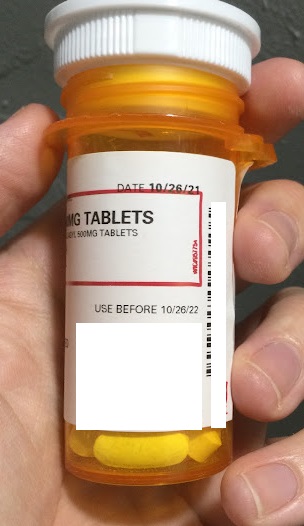 DATE 10/26/21
MG TABLETS
500MG TABLETS
USE BEFORE 10/26/22